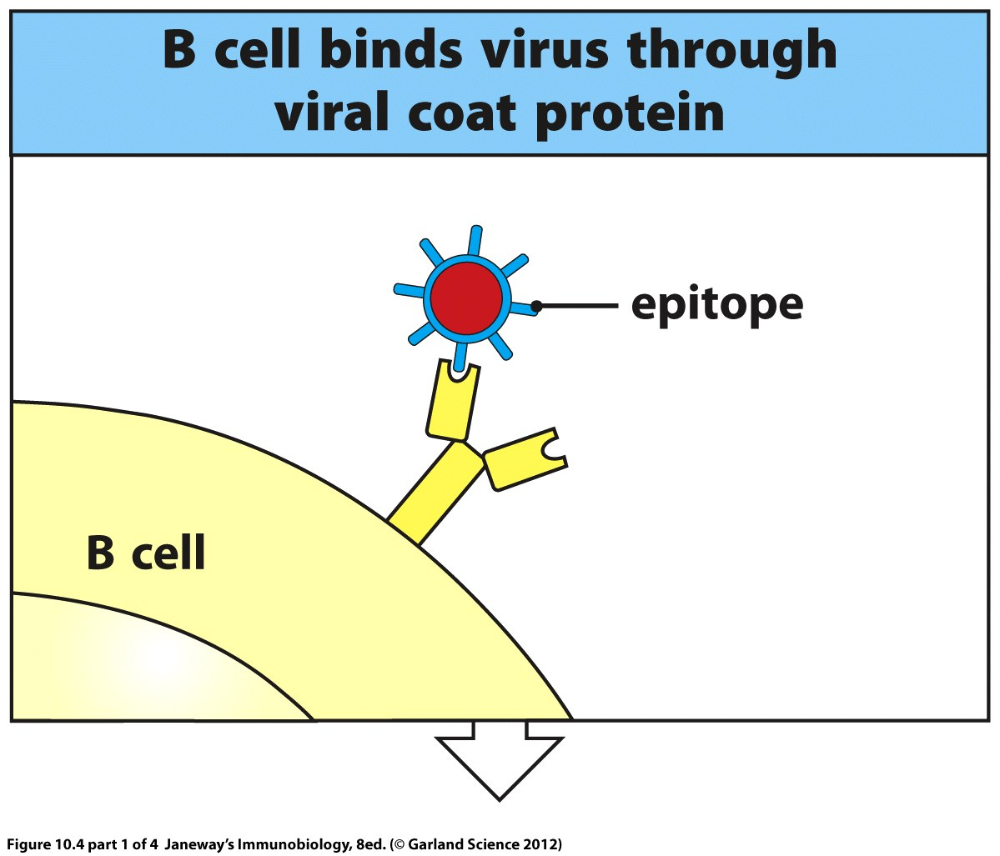 B cell binds virus through
viral coat protein
epitope
B cell
Figure 10.4 part 1 of 4  Janeway’s Immunobiology, 8ed. (© Garland Science 2012)